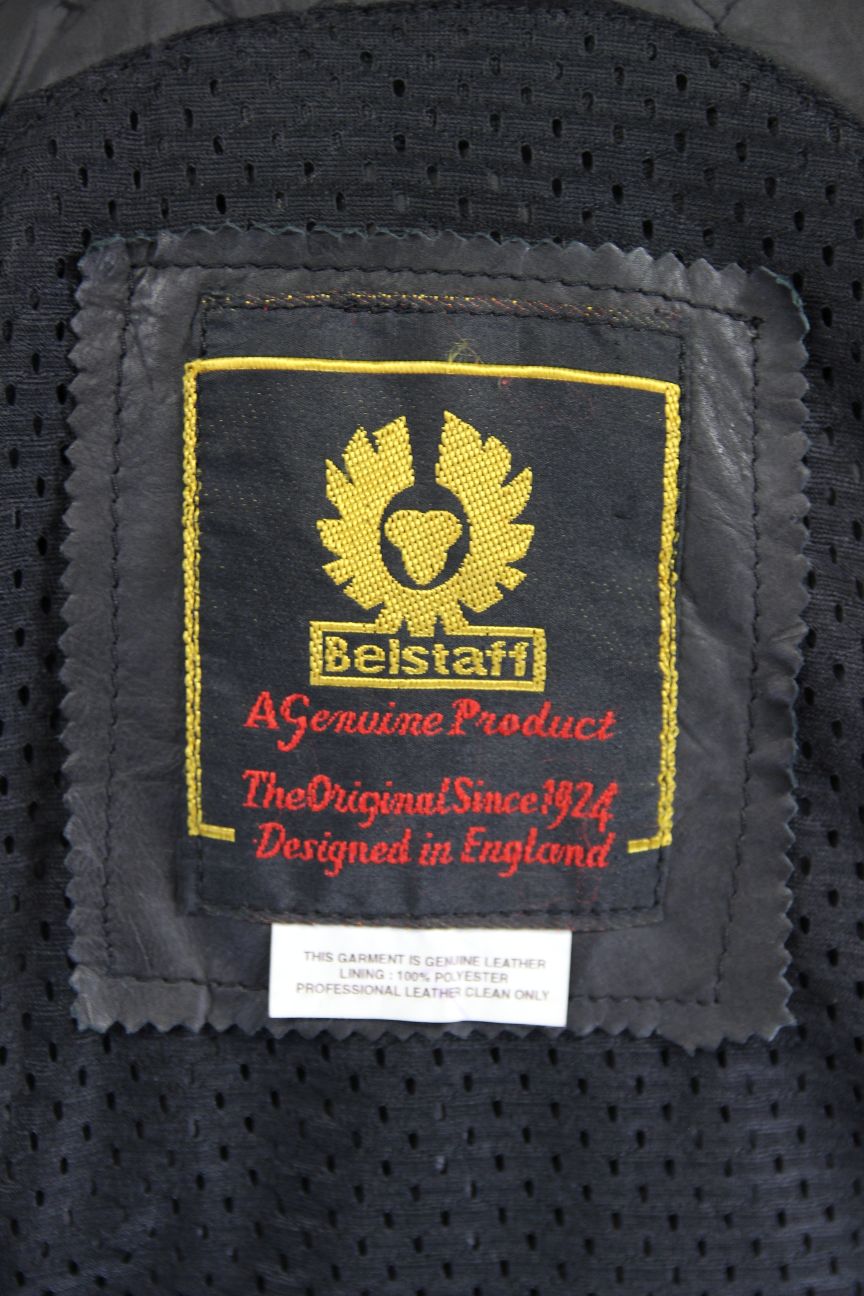 Belstaff
A Genuine Product
The Original Since 1924
Designed in England
THIS GARMENT IS GENUINE LEATHER
LINING : 100% POLYESTER
PROFESSIONAL LEATHER CLEAN ONLY